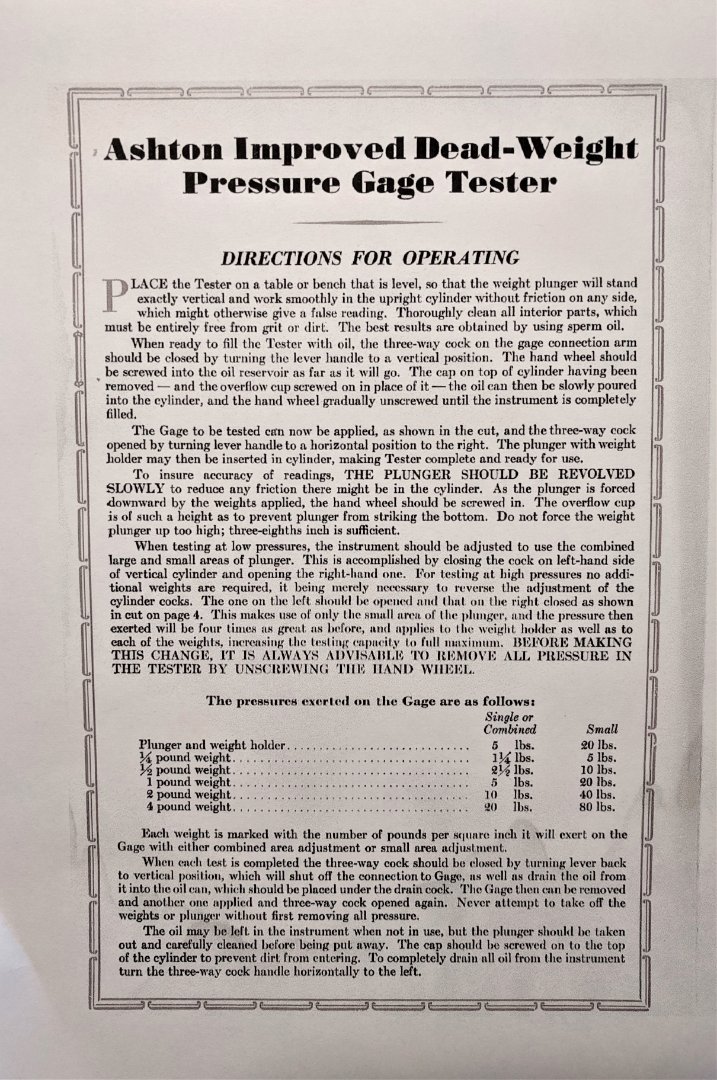 Ashton Improved Dead-Weight
Pressure Gage Tester
DIRECTIONS FOR OPERATING
PLACE the Tester on a table or bench that is level, so that the weight plunger will stand
exactly vertical and work smoothly in the upright cylinder without friction on any side,
which might otherwise give a false reading. Thoroughly clean all interior parts, which
must be entirely free from grit or dirt. The best results are obtained by using sperm oil.
When ready to fill the Tester with oil, the three-way cock on the gage connection arm
should be closed by turning the lever handle to a vertical position. The hand wheel should
be screwed into the oil reservoir as far as it will go. The cap on top of cylinder having been
removed — and the overflow cup screwed on in place of it — the oil can then be slowly poured
into the cylinder, and the hand wheel gradually unscrewed until the instrument is completely
filled.
The Gage to be tested can now be applied, as shown in the cut, and the three-way cock
opened by turning lever handle to a horizontal position to the right. The plunger with weight
holder may then be inserted in cylinder, making Tester complete and ready for use.
To insure accuracy of readings, THE PLUNGER SHOULD BE REVOLVED
SLOWLY to reduce any friction there might be in the cylinder. As the plunger is forced
downward by the weights applied, the hand wheel should be screwed in. The overflow cup
is of such a height as to prevent plunger from striking the bottom. Do not force the weight
plunger up too high; three-eighths inch is sufficient.
When testing at low pressures, the instrument should be adjusted to use the combined
large and small areas of plunger. This is accomplished by closing the cock on left-hand side
of vertical cylinder and opening the right-hand one. For testing at high pressures no addi-
tional weights are required, it being merely necessary to reverse the adjustment of the
cylinder cocks. The one on the left should be opened and that on the right closed as shown
in cut on page 4. This makes use of only the small area of the plunger, and the pressure then
exerted will be four times as great as before, and applies to the weight holder as well as to
each of the weights, increasing the testing capacity to full maximum. BEFORE MAKING
THIS CHANGE, IT IS ALWAYS ADVISABLE TO REMOVE ALL PRESSURE IN
THE TESTER BY UNSCREWING THE HAND WHEEL.
The pressures exerted on the Gage are as follows:
Single or
Combined Small
Plunger and weight holder............................ 5 lbs. 20 lbs.
¼ pound weight.................................... 1¼ lbs. 5 lbs.
½ pound weight.................................... 2½ lbs. 10 lbs.
1 pound weight.................................... 5 lbs. 20 lbs.
2 pound weight.................................... 10 lbs. 40 lbs.
4 pound weight.................................... 20 lbs. 80 lbs.
Each weight is marked with the number of pounds per square inch it will exert on the
Gage with either combined area adjustment or small area adjustment.
When each test is completed the three-way cock should be closed by turning lever back
to vertical position, which will shut off the connection to Gage, as well as drain the oil from
it into the oil can, which should be placed under the drain cock. The Gage then can be removed
and another one applied and three-way cock opened again. Never attempt to take off the
weights or plunger without first removing all pressure.
The oil may be left in the instrument when not in use, but the plunger should be taken
out and carefully cleaned before being put away. The cap should be screwed on to the top
of the cylinder to prevent dirt from entering. To completely drain all oil from the instrument
turn the three-way cock handle horizontally to the left.